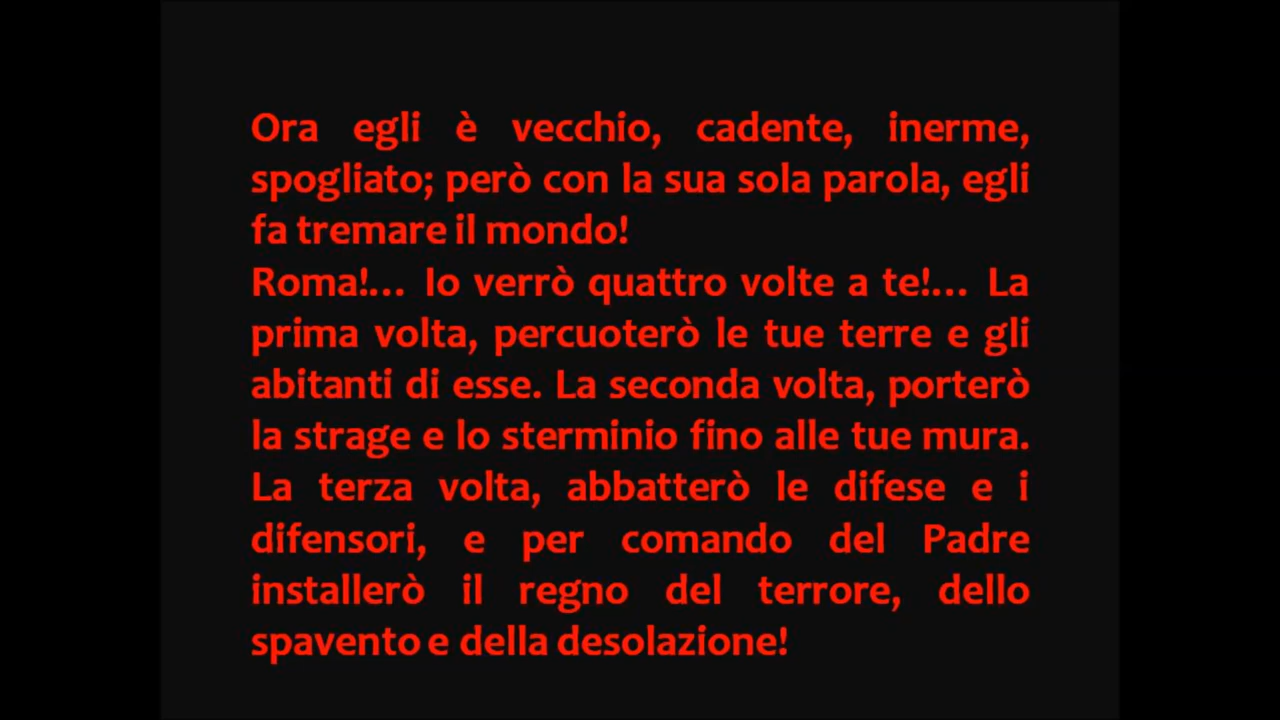 Ora egli è vecchio, cadente, inerme,
spogliato; però con la sua sola parola, egli
fa tremare il mondo!
Roma!... Io verrò quattro volte a te!... La
prima volta, percuoterò le tue terre e gli
abitanti di esse. La seconda volta, porterò
la strage e lo sterminio fino alle tue mura.
La terza volta, abbatterò le difese e i
difensori, e per comando del Padre
installerò il regno del terrore, dello
spavento e della desolazione!